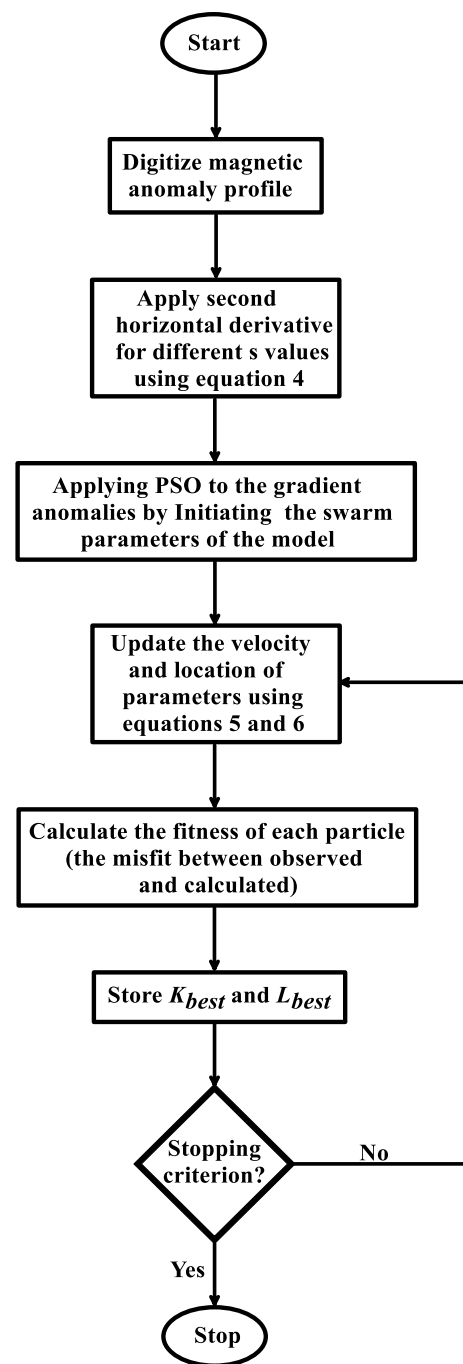 Start
Digitize magnetic
anomaly profile
Apply second
horizontal derivative
for different s values
using equation 4
Applying PSO to the gradient
anomalies by Initiating the swarm
parameters of the model
Update the velocity
and location of
parameters using
equations 5 and 6
Calculate the fitness of each particle
(the misfit between observed
and calculated)
Store K_best and L_best
Stopping
criterion?
No
Yes
Stop